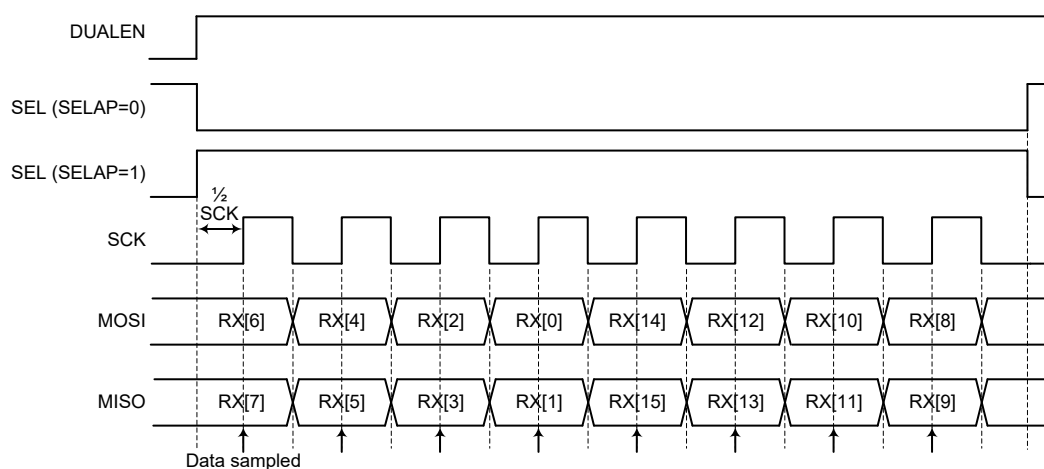 DUALEN
SEL (SELAP=0)
SEL (SELAP=1)
½
SCK
SCK
MOSI RX[6] RX[4] RX[2] RX[0] RX[14] RX[12] RX[10] RX[8]
MISO RX[7] RX[5] RX[3] RX[1] RX[15] RX[13] RX[11] RX[9]
Data sampled